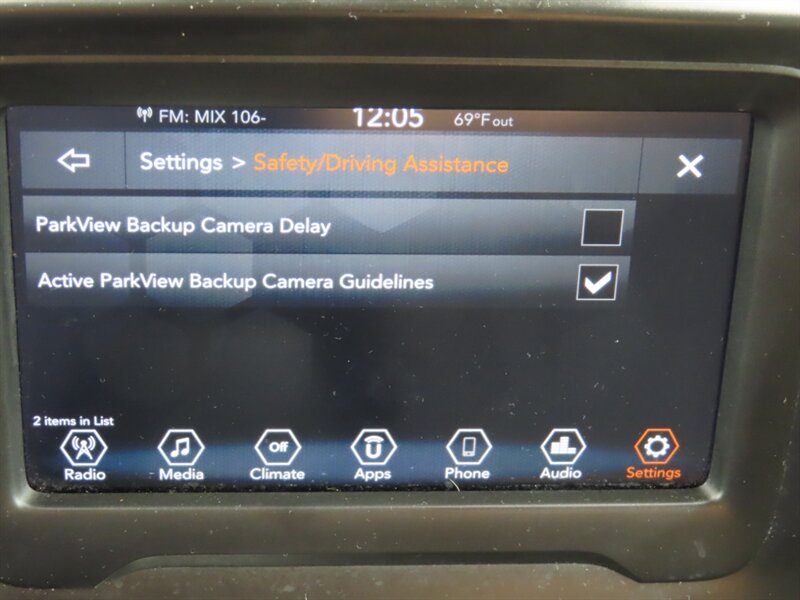 FM: MIX 106- 12:05 69°F out
Settings > Safety/Driving Assistance
ParkView Backup Camera Delay
Active ParkView Backup Camera Guidelines
2 items in List
Off
Radio Media Climate Apps Phone Audio Settings